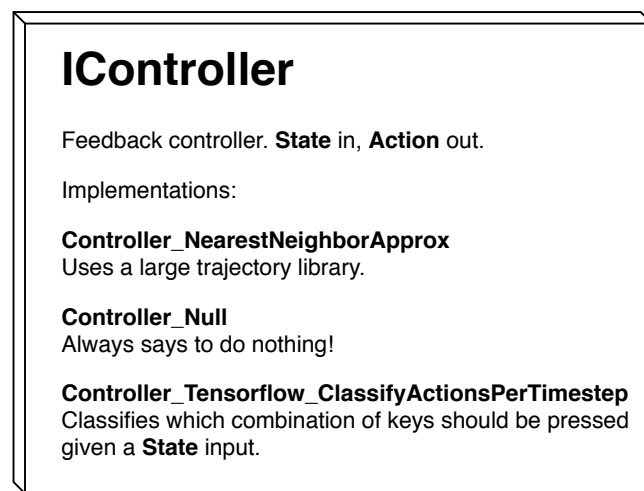 IController
Feedback controller. State in, Action out.
Implementations:
Controller_NearestNeighborApprox
Uses a large trajectory library.
Controller_Null
Always says to do nothing!
Controller_Tensorflow_ClassifyActionsPerTimestep
Classifies which combination of keys should be pressed
given a State input.